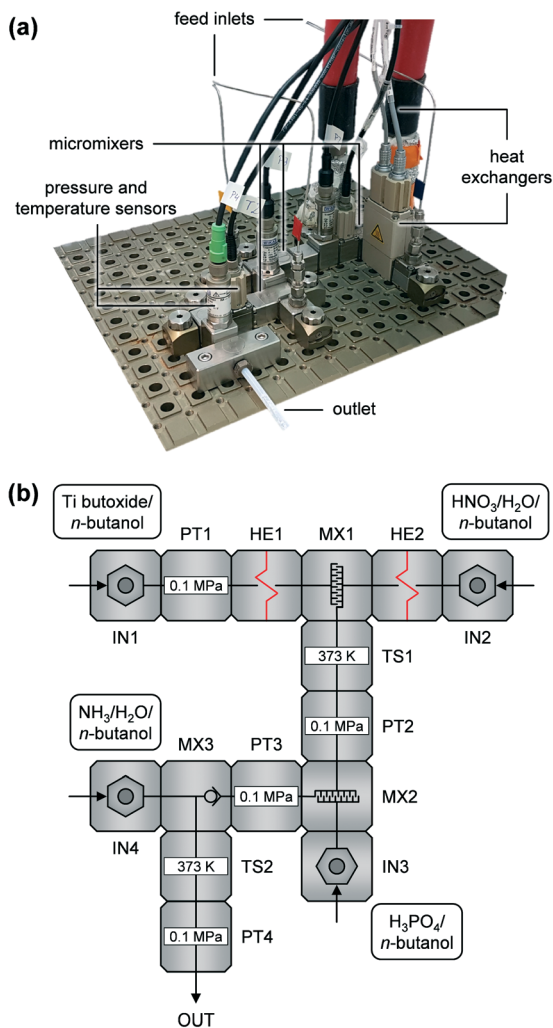 (a)
feed inlets
micromixers
pressure and
temperature sensors
heat
exchangers
P4
T2
outlet
(b)
Ti butoxide/
n-butanol
HNO₃/H₂O/
n-butanol
PT1 HE1 MX1 HE2
0.1 MPa
IN1 IN2
373 K TS1
NH₃/H₂O/
n-butanol
0.1 MPa PT2
MX3 PT3
0.1 MPa MX2
IN4 IN3
373 K TS2
H₃PO₄/
n-butanol
0.1 MPa PT4
OUT